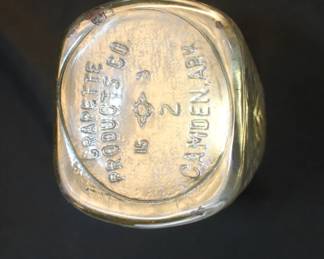 GRAPETTE
PRODUCTS CO
15 9
2
CAMDEN, ARK